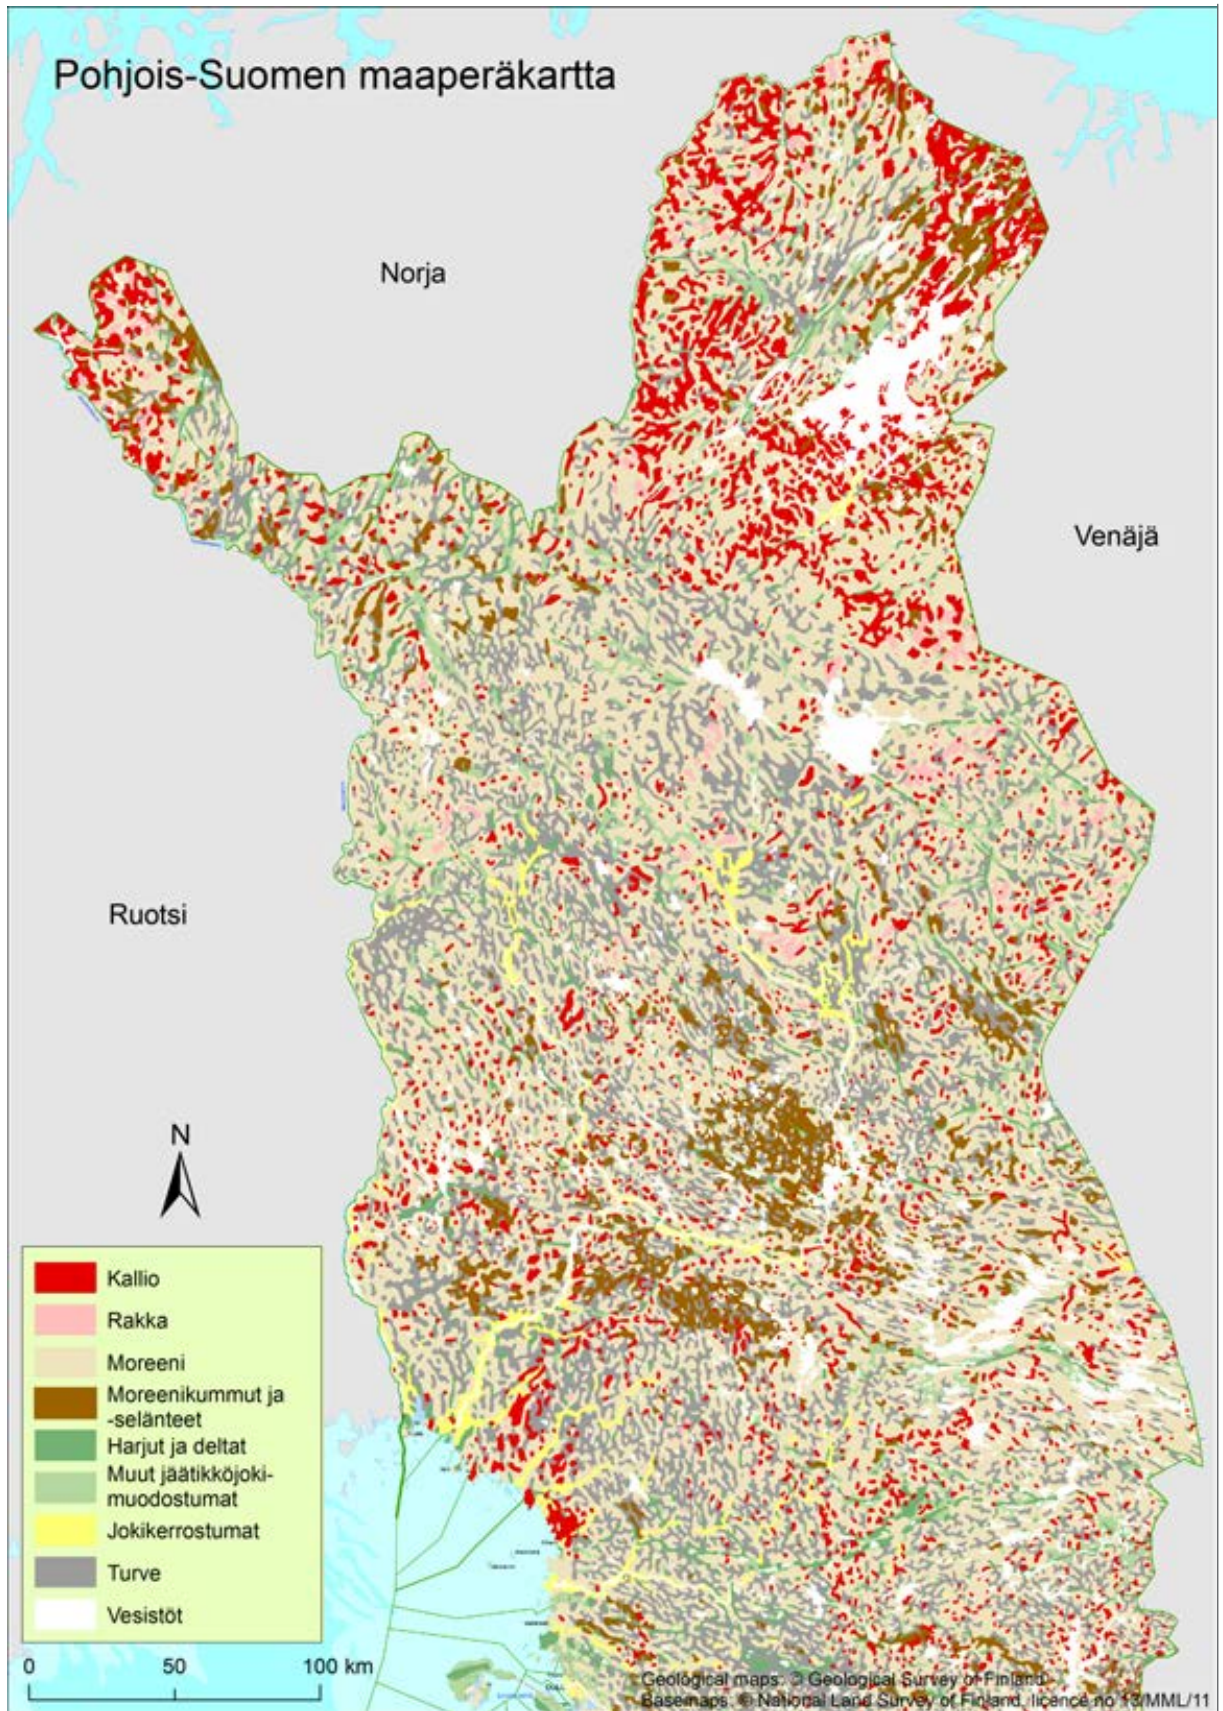 Pohjois-Suomen maaperäkartta
Norja
Venäjä
Ruotsi
N
Kallio
Rakka
Moreeni
Moreenikummut ja
-selänteet
Harjut ja deltat
Muut jäätikköjoki-
muodostumat
Jokikerrostumat
Turve
Vesistöt
0 50 100 km
Geological maps: © Geological Survey of Finland
Basemaps: © National Land Survey of Finland, licence no 13/MML/11